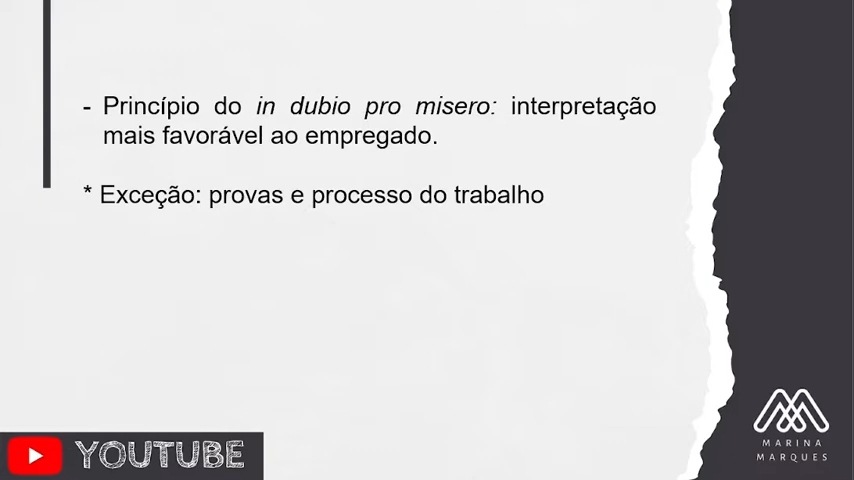 - Princípio do in dubio pro misero: interpretação
mais favorável ao empregado.
* Exceção: provas e processo do trabalho
YOUTUBE
MARINA
MARQUES